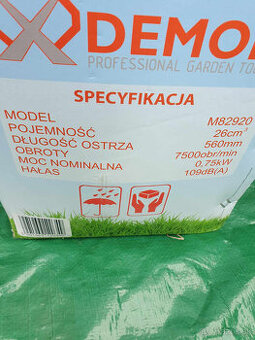 DEMO
PROFESSIONAL GARDEN TO
SPECYFIKACJA
MODEL M82920
POJEMNOŚĆ 26cm³
DŁUGOŚĆ OSTRZA 560mm
OBROTY 7500obr/min
MOC NOMINALNA 0,75kW
HAŁAS 109dB(A)